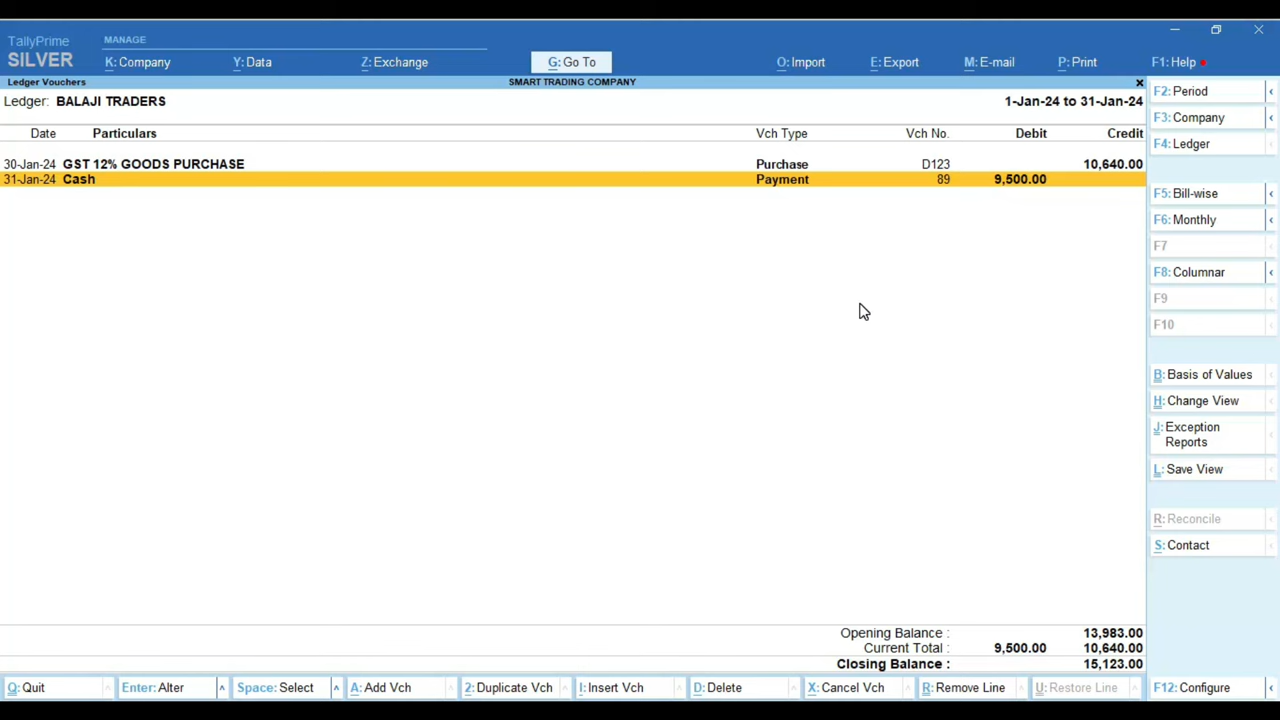 TallyPrime
SILVER
MANAGE
K: Company Y: Data Z: Exchange G: Go To O: Import E: Export M: E-mail P: Print F1: Help
Ledger Vouchers SMART TRADING COMPANY ×
Ledger: BALAJI TRADERS 1-Jan-24 to 31-Jan-24
Date Particulars Vch Type Vch No. Debit Credit
30-Jan-24 GST 12% GOODS PURCHASE Purchase D123 10,640.00
31-Jan-24 Cash Payment 89 9,500.00
Opening Balance : 13,983.00
Current Total : 9,500.00 10,640.00
Closing Balance : 15,123.00
F2: Period
F3: Company
F4: Ledger
F5: Bill-wise
F6: Monthly
F7
F8: Columnar
F9
F10
B: Basis of Values
H: Change View
J: Exception
Reports
L: Save View
R: Reconcile
S: Contact
Q: Quit Enter: Alter Space: Select A: Add Vch 2: Duplicate Vch I: Insert Vch D: Delete X: Cancel Vch R: Remove Line U: Restore Line F12: Configure